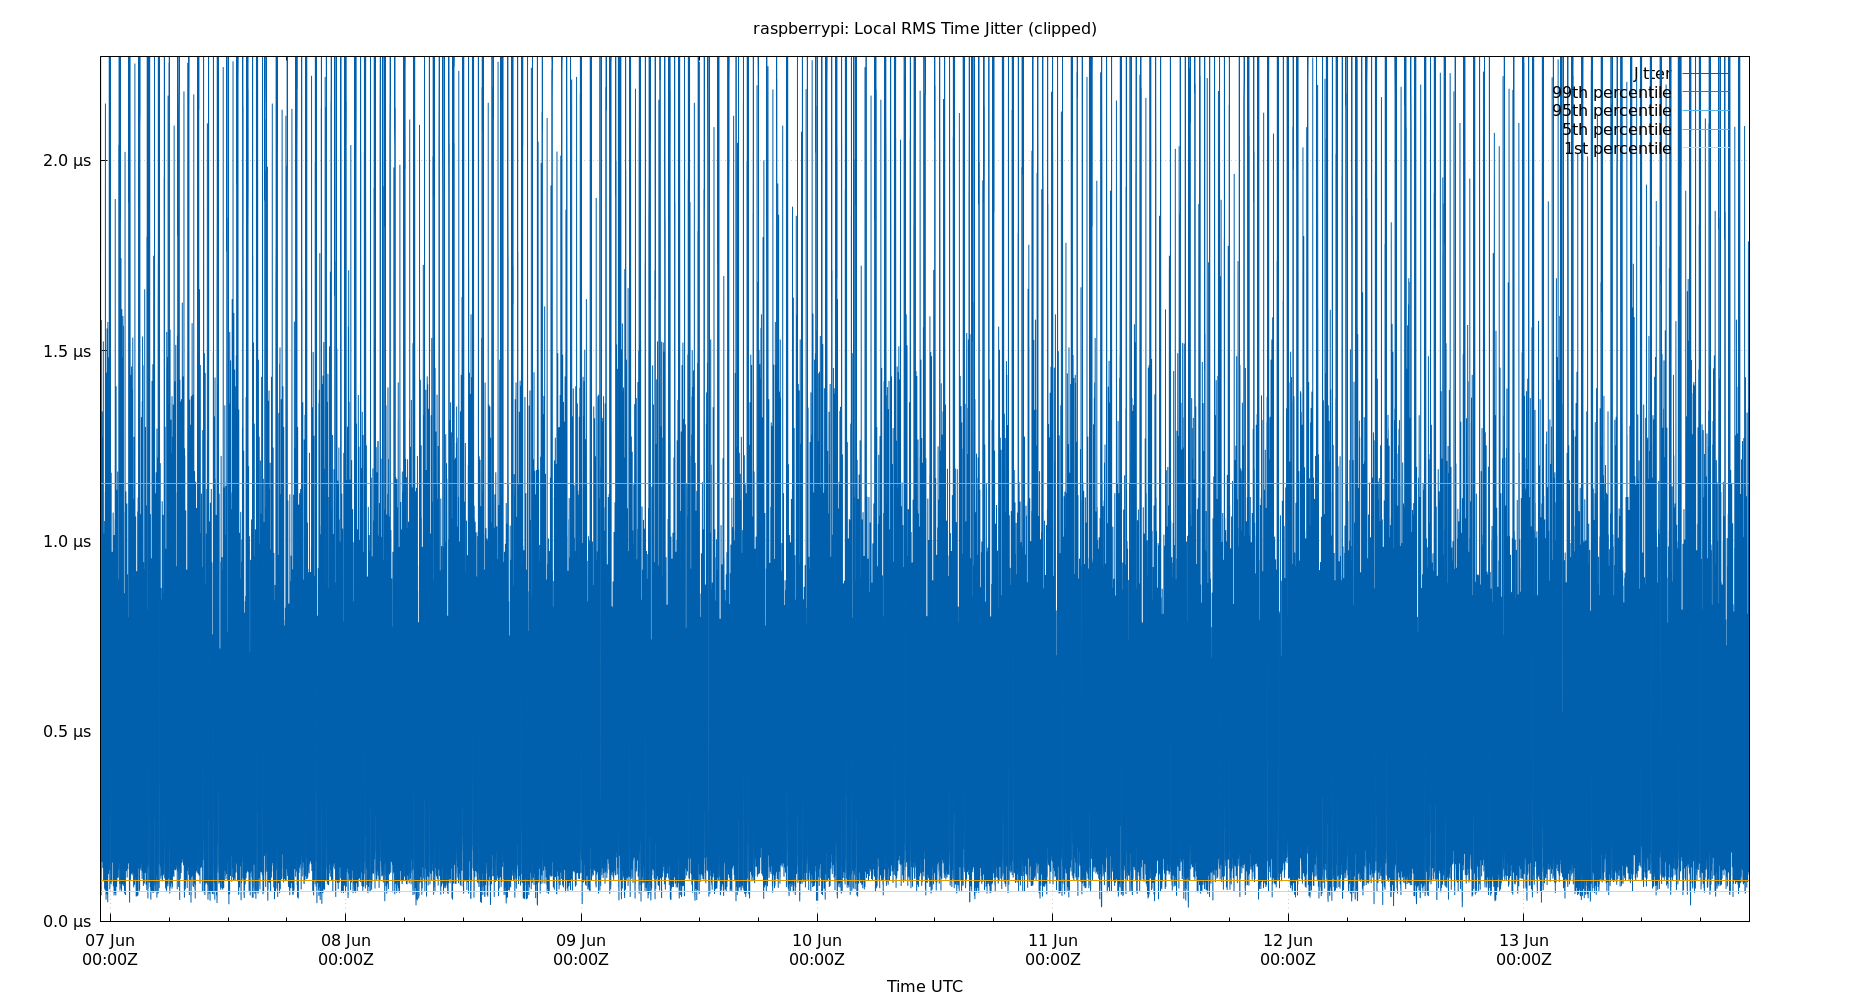 raspberrypi: Local RMS Time Jitter (clipped)
Jitter
99th percentile
95th percentile
5th percentile
1st percentile
2.0 µs
1.5 µs
1.0 µs
0.5 µs
0.0 µs
07 Jun 08 Jun 09 Jun 10 Jun 11 Jun 12 Jun 13 Jun
00:00Z 00:00Z 00:00Z 00:00Z 00:00Z 00:00Z 00:00Z
Time UTC